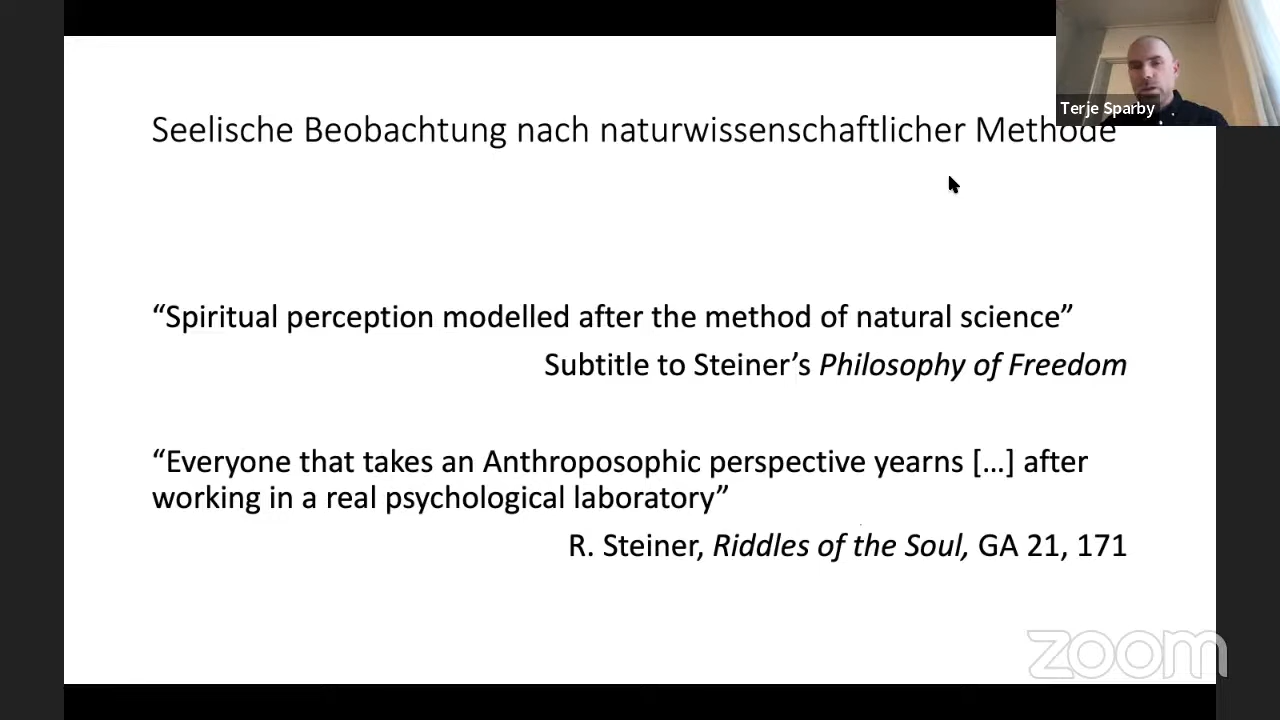 Terje Sparby
Seelische Beobachtung nach naturwissenschaftlicher Methode
“Spiritual perception modelled after the method of natural science”
Subtitle to Steiner’s Philosophy of Freedom
“Everyone that takes an Anthroposophic perspective yearns […] after
working in a real psychological laboratory”
R. Steiner, Riddles of the Soul, GA 21, 171
zoom